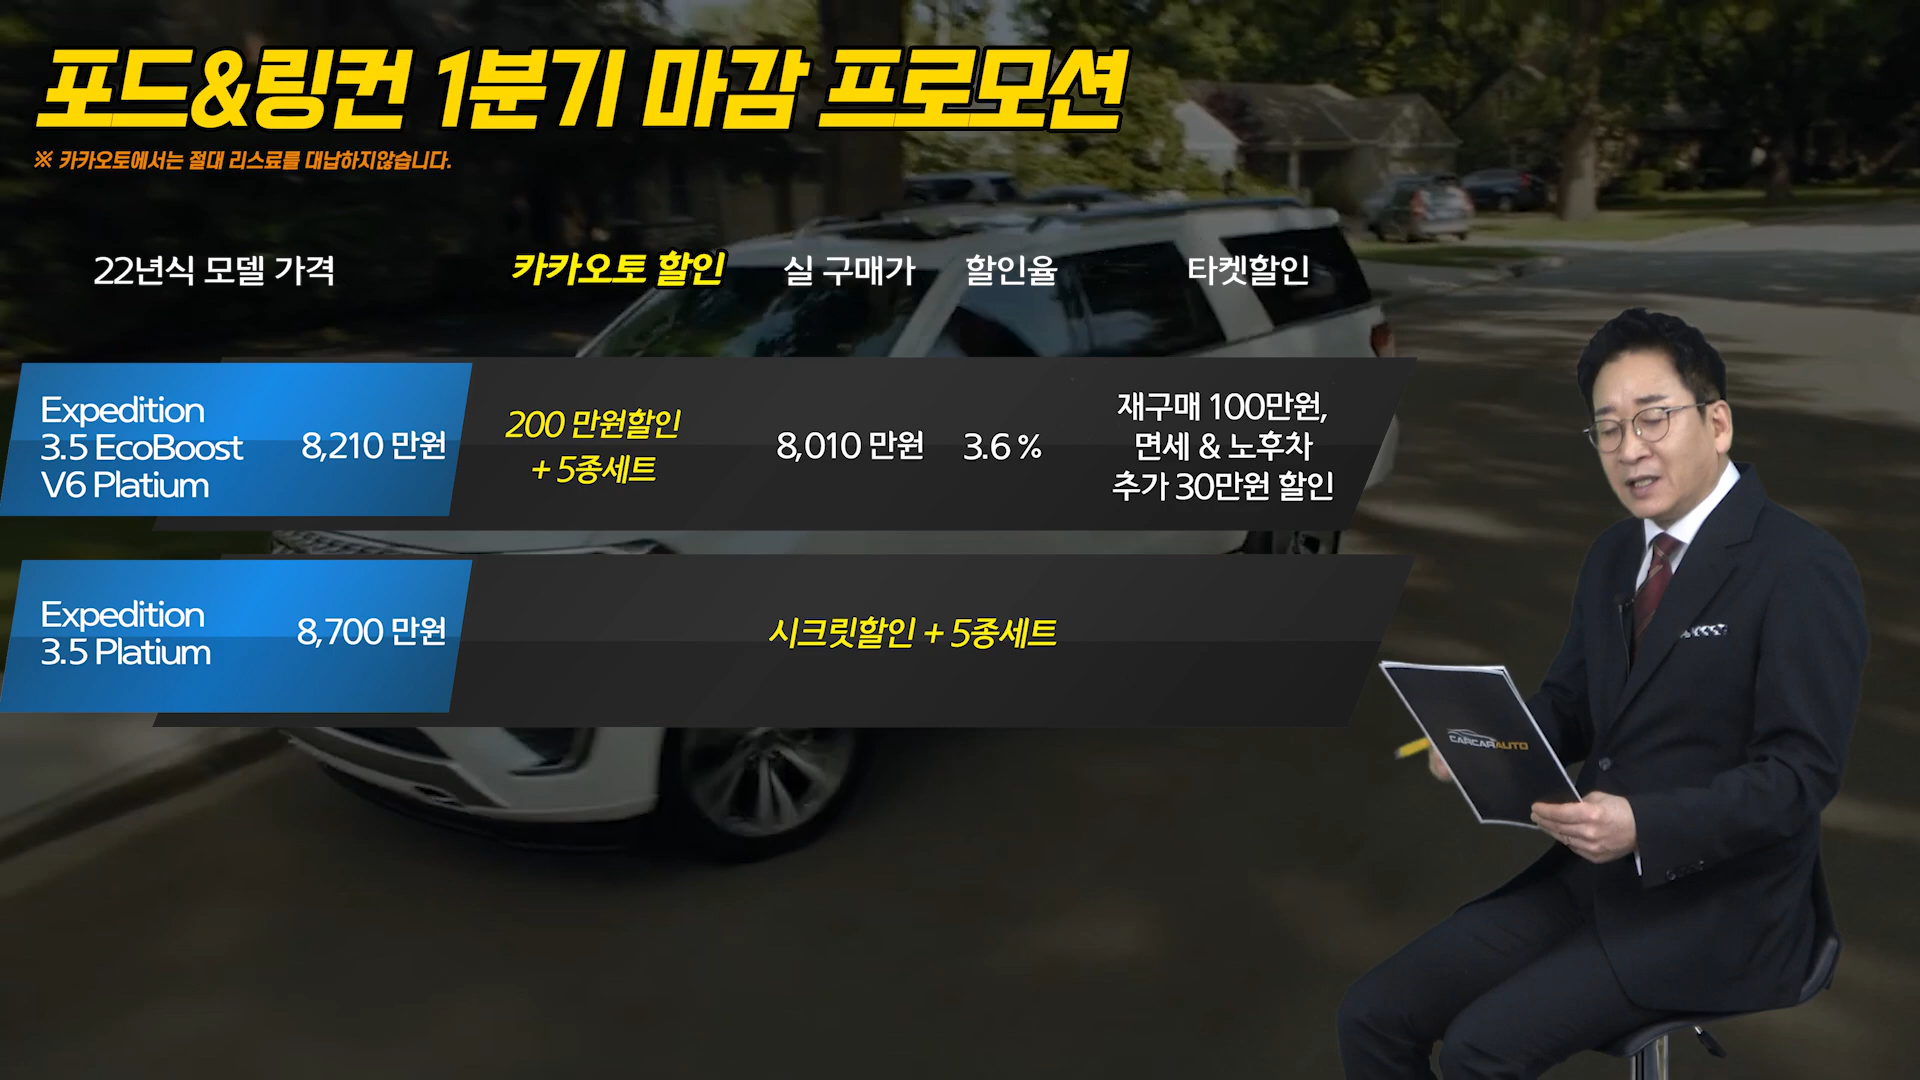 포드&링컨 1분기 마감 프로모션
※ 카카오토에서는 절대 리스료를 대납하지않습니다.
22년식 모델 가격
카카오토 할인
실 구매가
할인율
타켓할인
Expedition
3.5 EcoBoost
V6 Platium
8,210 만원
200 만원할인
+ 5종세트
8,010 만원
3.6 %
재구매 100만원,
면세 & 노후차
추가 30만원 할인
Expedition
3.5 Platium
8,700 만원
시크릿할인 + 5종세트
CARCARAUTO